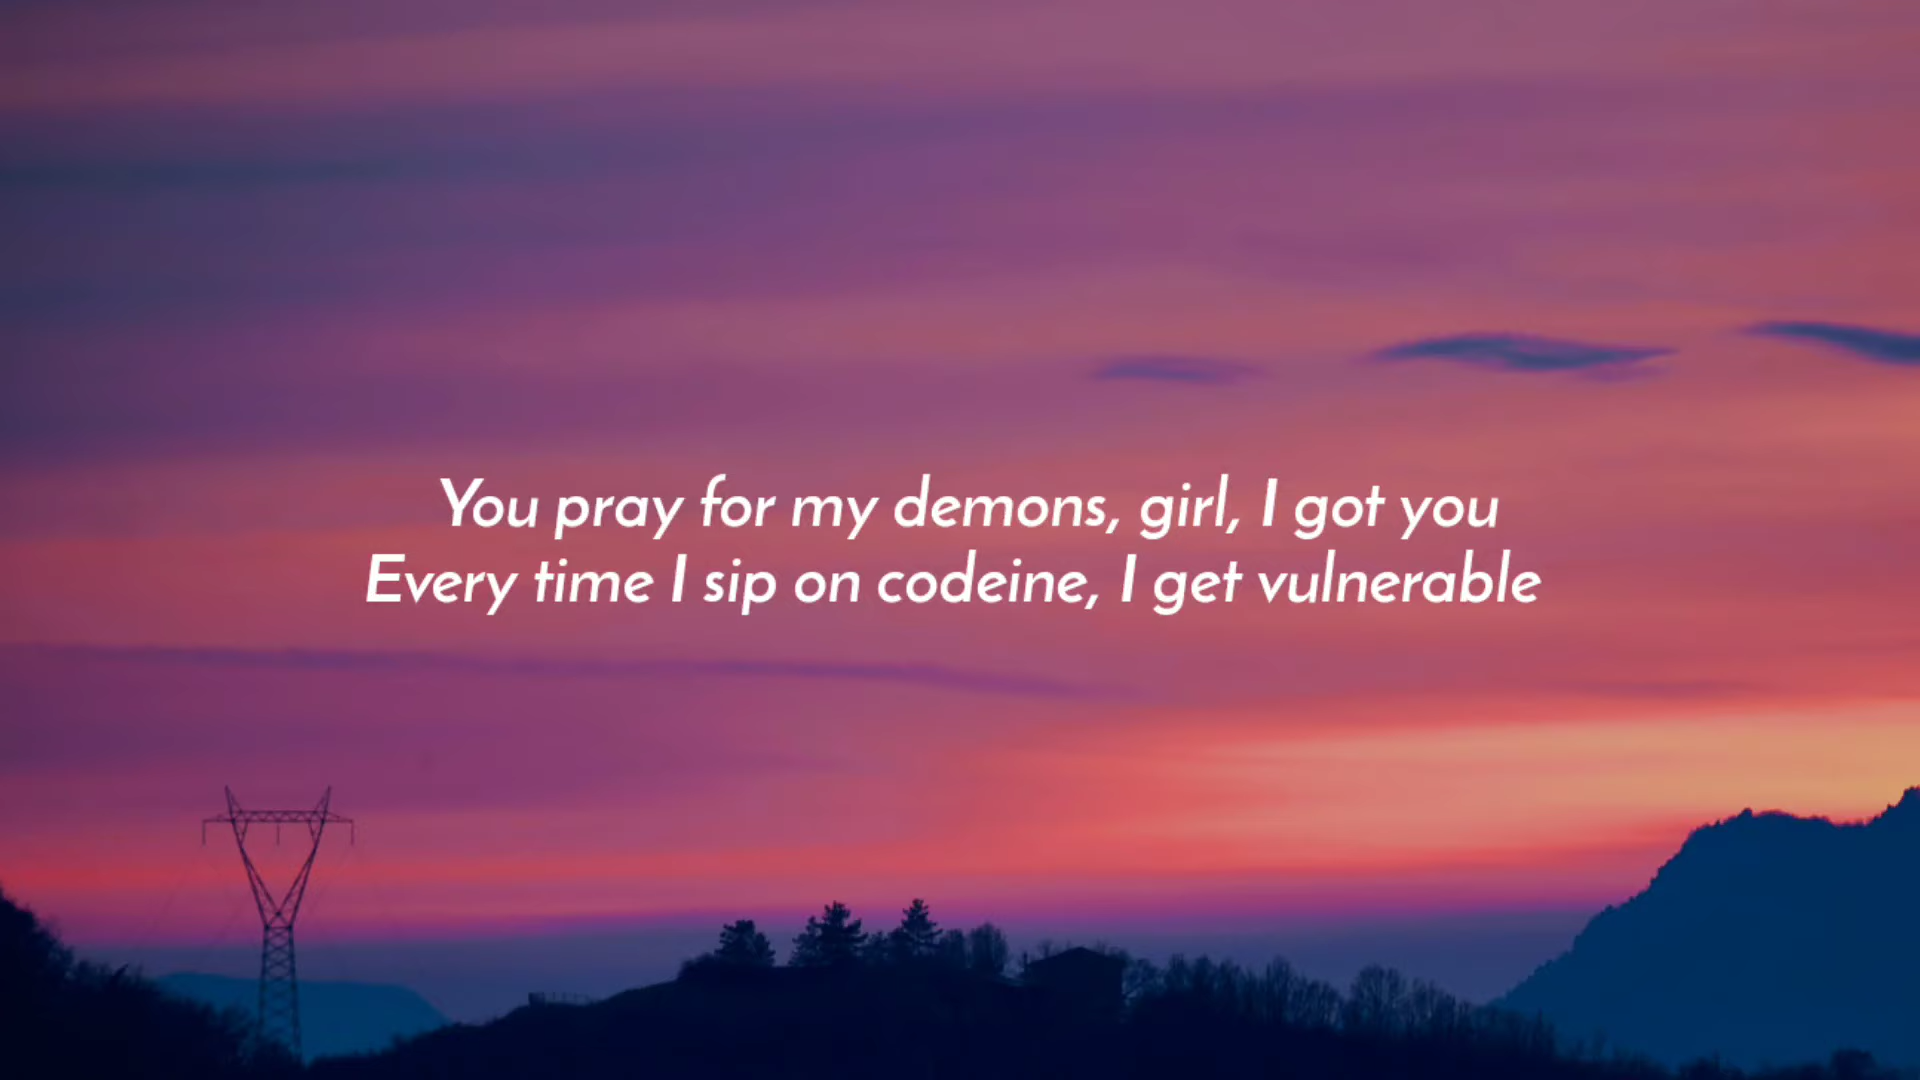 You pray for my demons, girl, I got you
Every time I sip on codeine, I get vulnerable